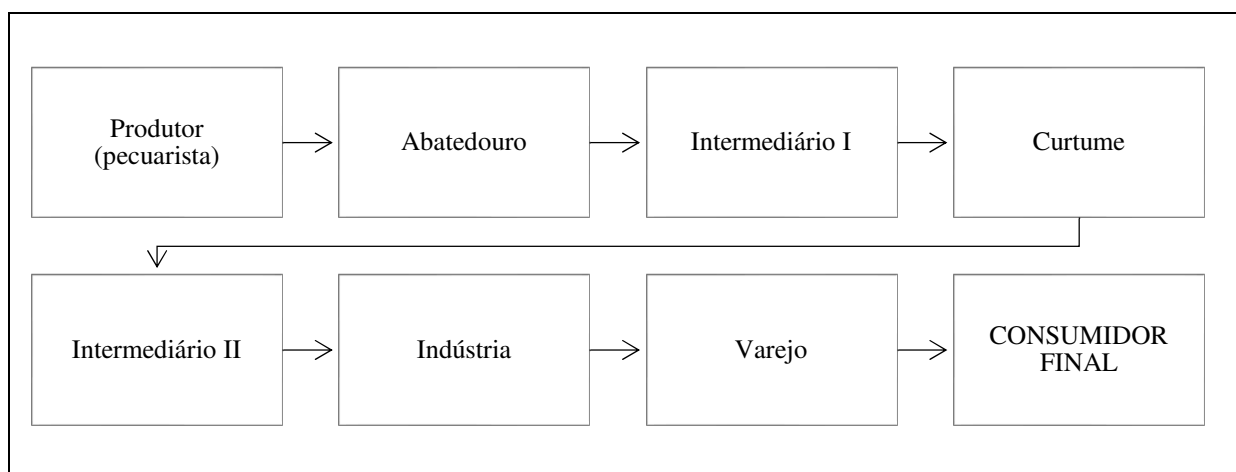 Produtor
(pecuarista)
Abatedouro
Intermediário I
Curtume
Intermediário II
Indústria
Varejo
CONSUMIDOR
FINAL